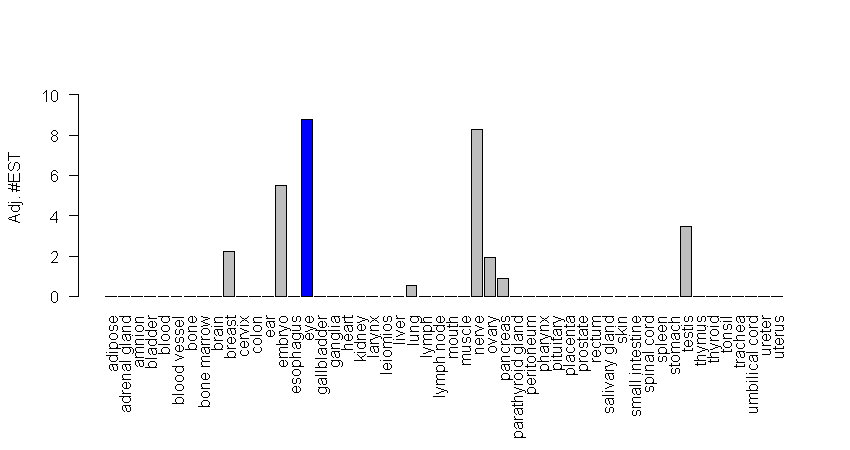 Adj. #EST
10
8
6
4
2
0
adipose
adrenal gland
amnion
bladder
blood
blood vessel
bone
bone marrow
brain
breast
cervix
colon
ear
embryo
esophagus
eye
gallbladder
ganglia
heart
kidney
larynx
leiomios
liver
lung
lymph
lymph node
mouth
muscle
nerve
ovary
pancreas
parathyroid gland
peritoneum
pharynx
pituitary
placenta
prostate
rectum
salivary gland
skin
small intestine
spinal cord
spleen
stomach
testis
thymus
thyroid
tonsil
trachea
umbilical cord
ureter
uterus